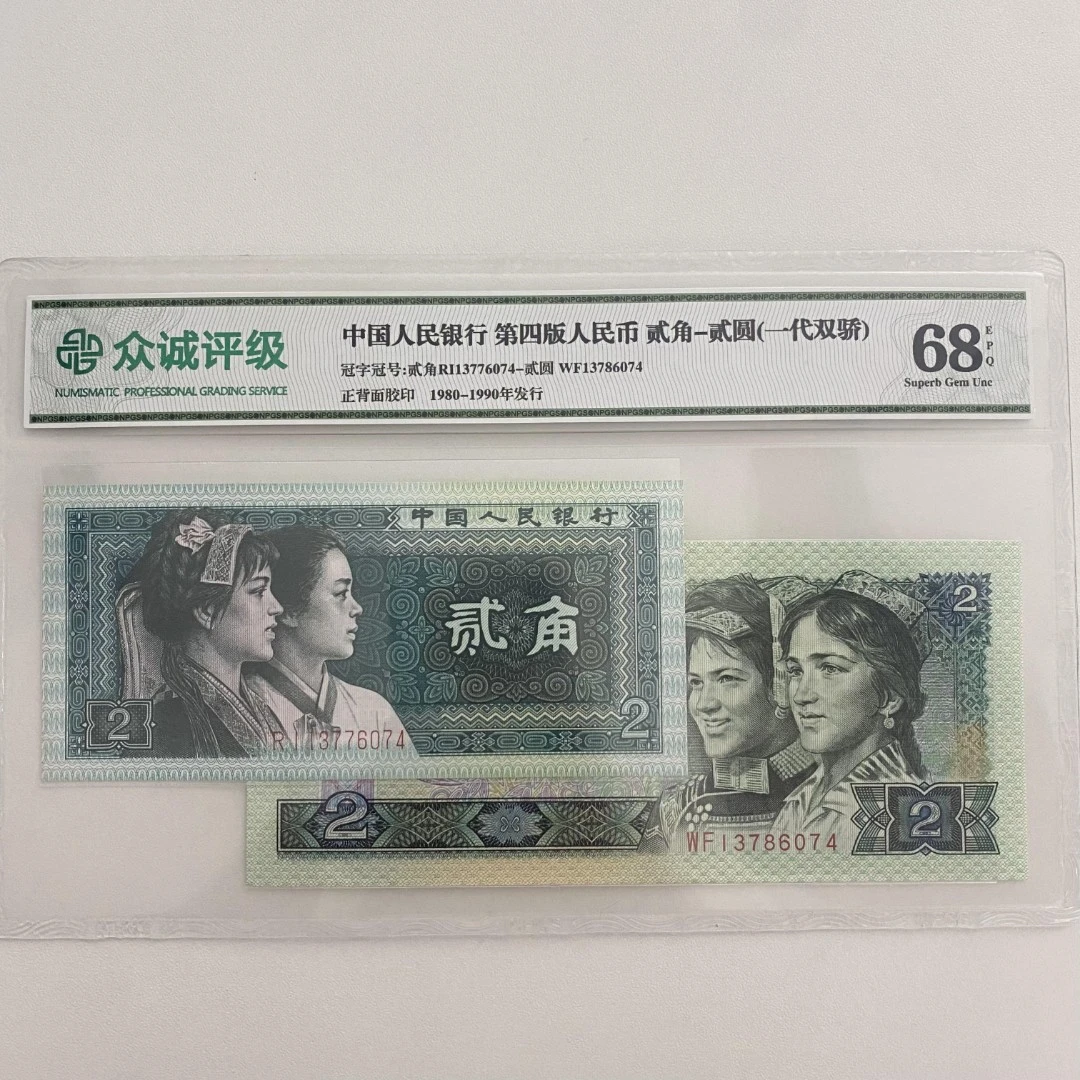 众诚评级
NUMISMATIC PROFESSIONAL GRADING SERVICE
中国人民银行 第四版人民币 贰角-贰圆(一代双骄)
冠字冠号:贰角RI13776074-贰圆 WF13786074
正背面胶印 1980-1990年发行
68
EPQ
Superb Gem Unc
中国人民银行
贰角
2
2
RI13776074
2
2
2
WF13786074